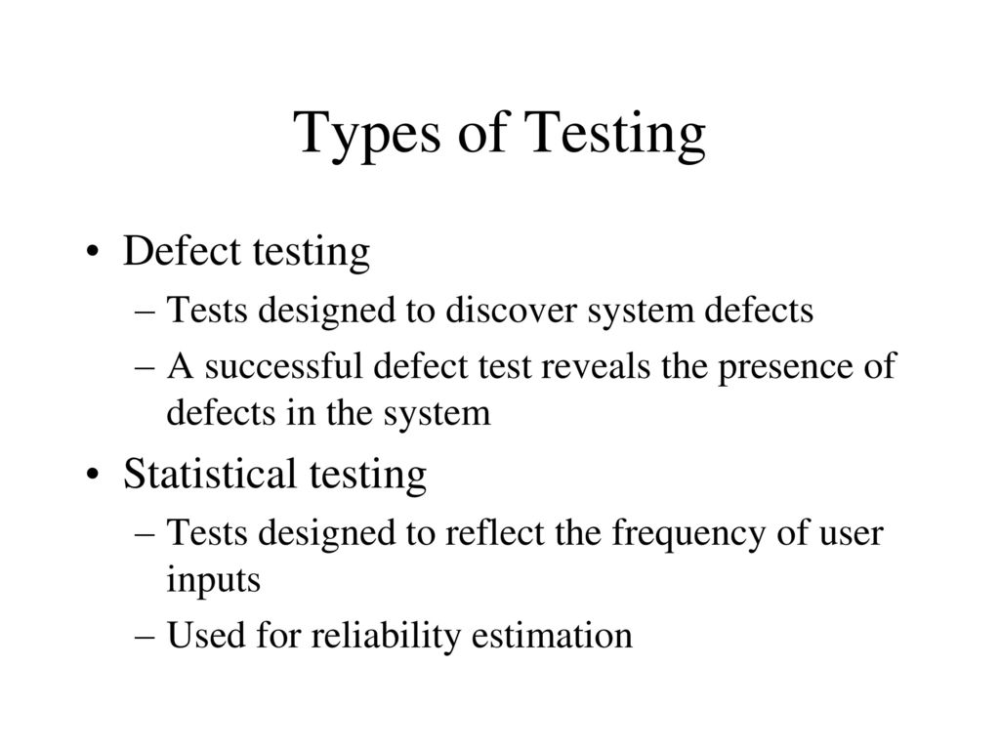 Types of Testing
• Defect testing
– Tests designed to discover system defects
– A successful defect test reveals the presence of
defects in the system
• Statistical testing
– Tests designed to reflect the frequency of user
inputs
– Used for reliability estimation